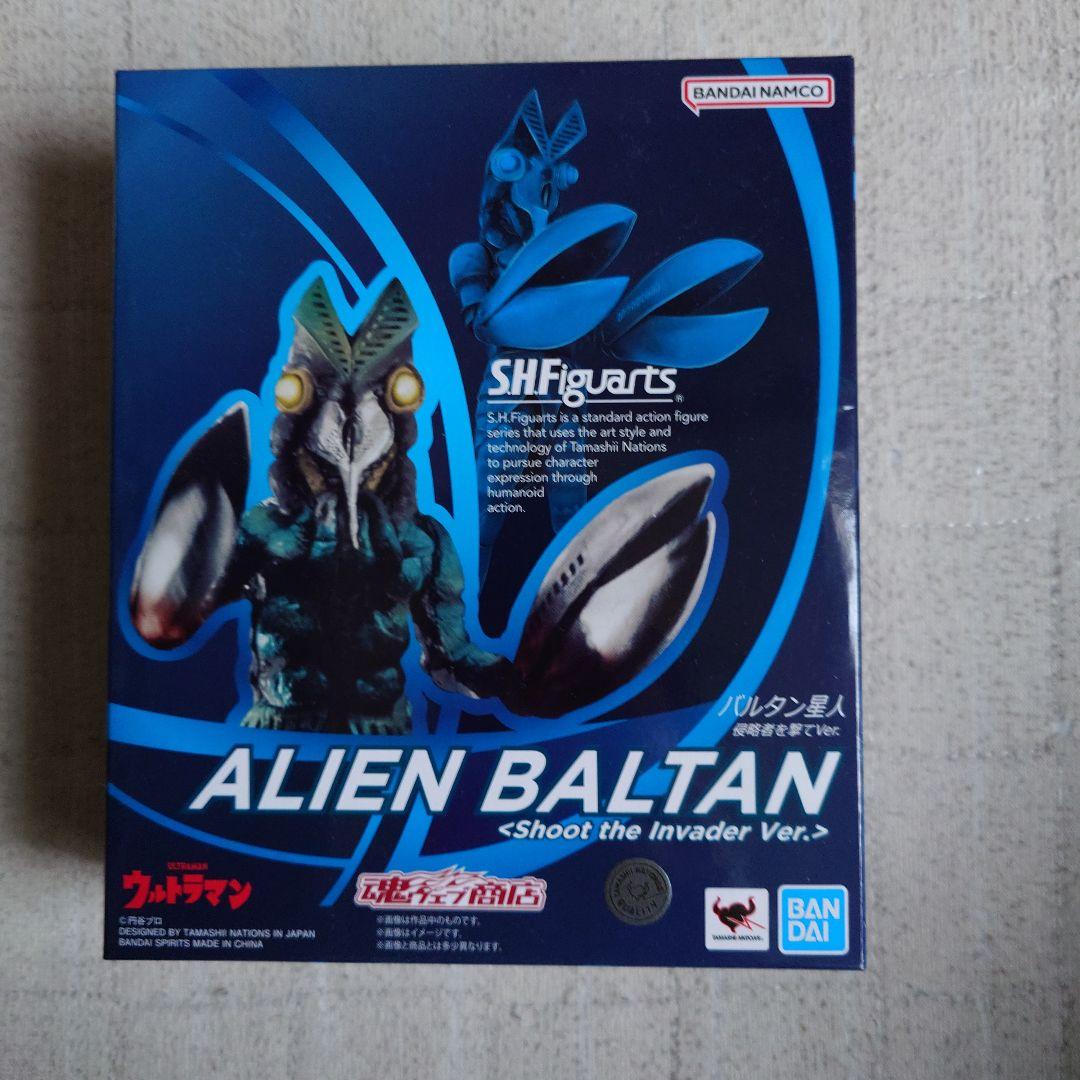 BANDAI NAMCO
S.H.Figuarts
®
S.H.Figuarts is a standard action figure
series that uses the art style and
technology of Tamashii Nations
to pursue character
expression through
humanoid
action.
バルタン星人
侵略者を撃てVer.
ALIEN BALTAN
<Shoot the Invader Ver.>
ULTRAMAN
ウルトラマン
©円谷プロ
DESIGNED BY TAMASHII NATIONS IN JAPAN
BANDAI SPIRITS MADE IN CHINA
魂ウェブ商店
※画像は作品中のものです。
※画像はイメージです。
※画像と商品とは多少異なります。
TAMASHII NATIONS
QUALITY
TAMASHII NATIONS
BAN
DAI